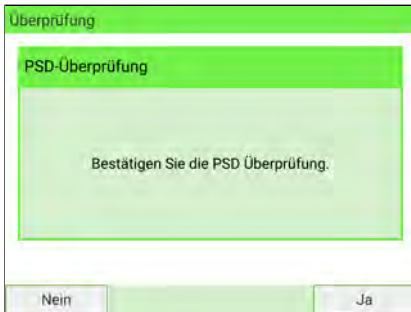 Überprüfung
PSD-Überprüfung
Bestätigen Sie die PSD Überprüfung.
Nein
Ja